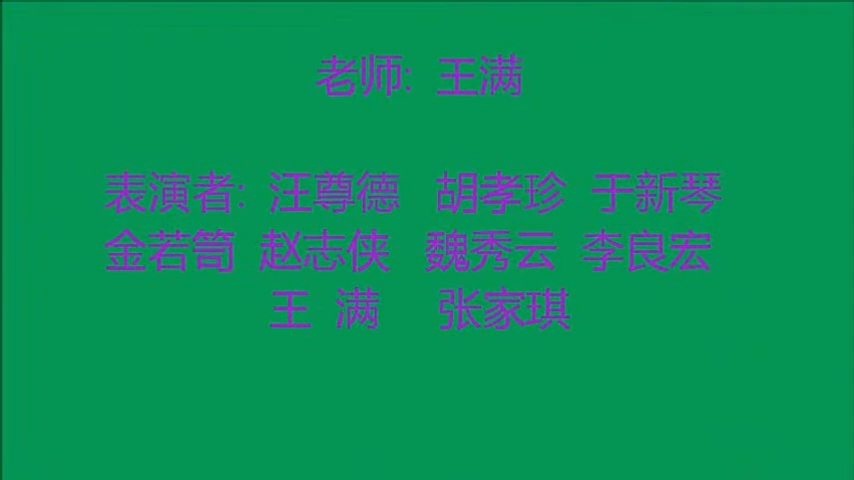 老师: 王满
表演者: 汪尊德 胡孝珍 于新琴
金若笥 赵志侠 魏秀云 李良宏
王 满 张家琪